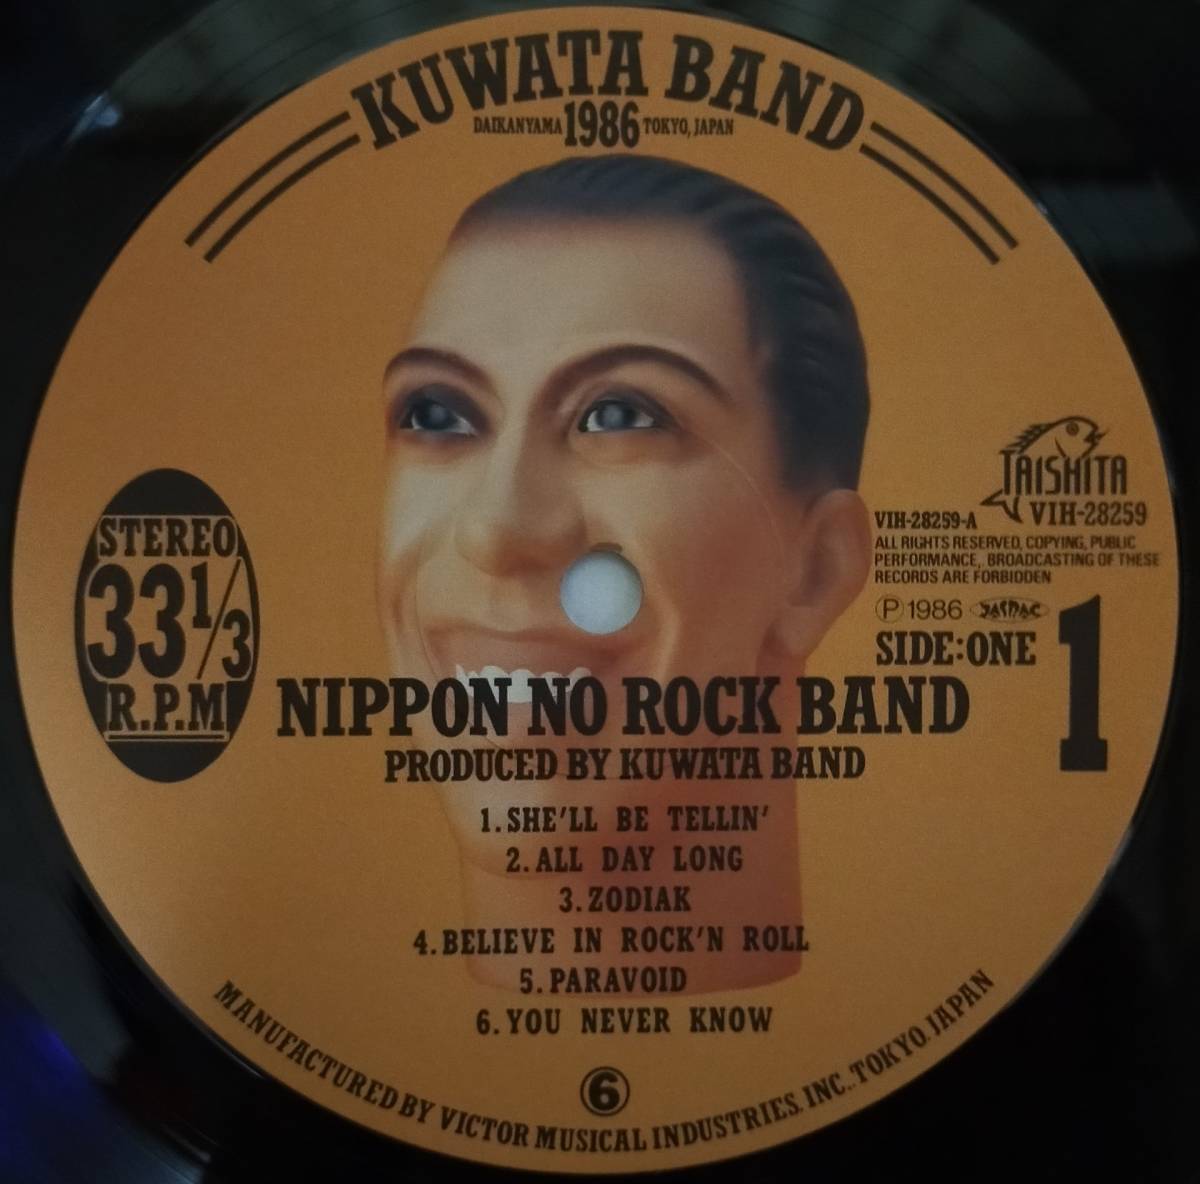 KUWATA BAND
DAIKANYAMA 1986 TOKYO, JAPAN
STEREO
33 1/3
R.P.M
TAISHITA
VIH-28259-A
VIH-28259
ALL RIGHTS RESERVED, COPYING, PUBLIC
PERFORMANCE, BROADCASTING OF THESE
RECORDS ARE FORBIDDEN
Ⓟ1986 JASRAC
SIDE:ONE
1
NIPPON NO ROCK BAND
PRODUCED BY KUWATA BAND
1. SHE'LL BE TELLIN'
2. ALL DAY LONG
3. ZODIAK
4. BELIEVE IN ROCK'N ROLL
5. PARAVOID
6. YOU NEVER KNOW
⑥
MANUFACTURED BY VICTOR MUSICAL INDUSTRIES. INC., TOKYO. JAPAN